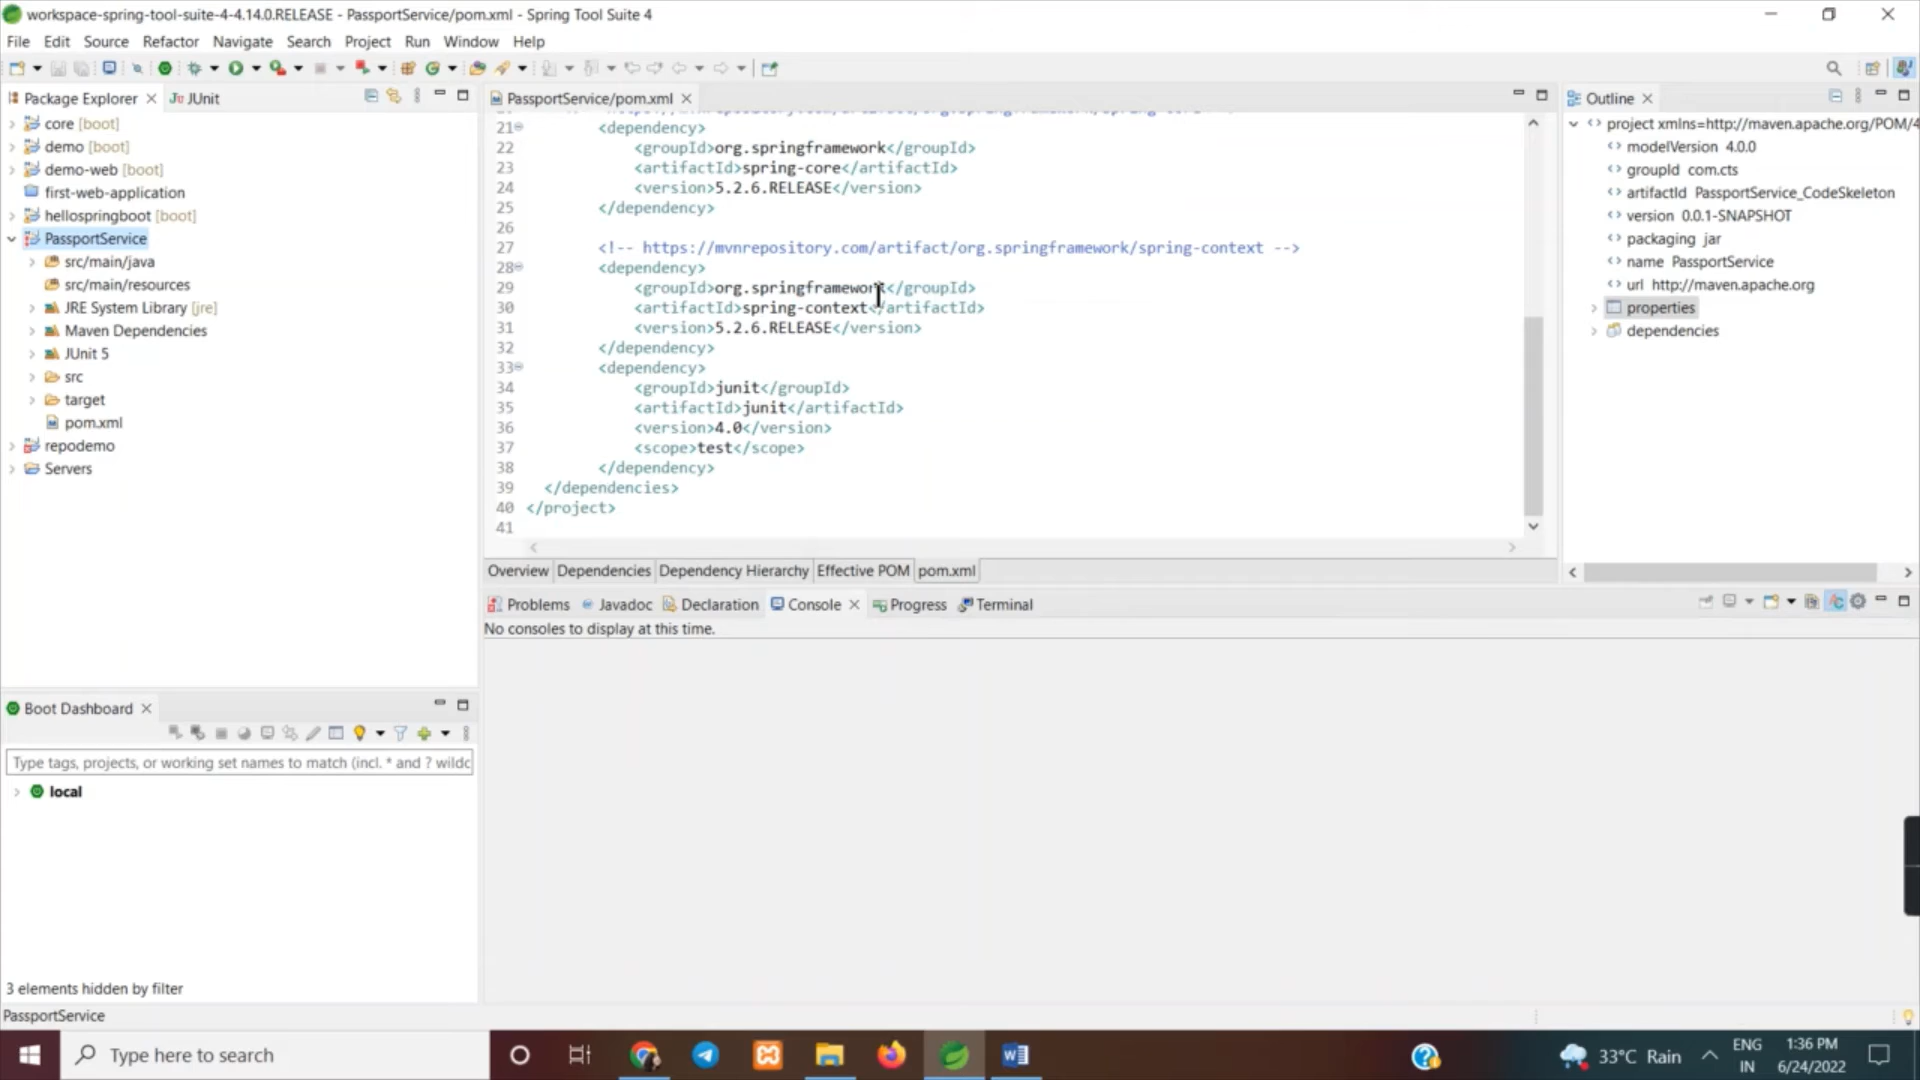 workspace-spring-tool-suite-4-4.14.0.RELEASE - PassportService/pom.xml - Spring Tool Suite 4
File Edit Source Refactor Navigate Search Project Run Window Help
Package Explorer
JUnit
core [boot]
demo [boot]
demo-web [boot]
first-web-application
hellospringboot [boot]
PassportService
src/main/java
src/main/resources
JRE System Library [jre]
Maven Dependencies
JUnit 5
src
target
pom.xml
repodemo
Servers
PassportService/pom.xml
21 <dependency>
22 <groupId>org.springframework</groupId>
23 <artifactId>spring-core</artifactId>
24 <version>5.2.6.RELEASE</version>
25 </dependency>
26
27 <!-- https://mvnrepository.com/artifact/org.springframework/spring-context -->
28 <dependency>
29 <groupId>org.springframework</groupId>
30 <artifactId>spring-context</artifactId>
31 <version>5.2.6.RELEASE</version>
32 </dependency>
33 <dependency>
34 <groupId>junit</groupId>
35 <artifactId>junit</artifactId>
36 <version>4.0</version>
37 <scope>test</scope>
38 </dependency>
39 </dependencies>
40 </project>
41
Overview Dependencies Dependency Hierarchy Effective POM pom.xml
Outline
project xmlns=http://maven.apache.org/POM/4
modelVersion 4.0.0
groupId com.cts
artifactId PassportService_CodeSkeleton
version 0.0.1-SNAPSHOT
packaging jar
name PassportService
url http://maven.apache.org
properties
dependencies
Problems Javadoc Declaration Console Progress Terminal
No consoles to display at this time.
Boot Dashboard
Type tags, projects, or working set names to match (incl. * and ? wildc
local
3 elements hidden by filter
PassportService
Type here to search
33°C Rain
ENG
IN
1:36 PM
6/24/2022